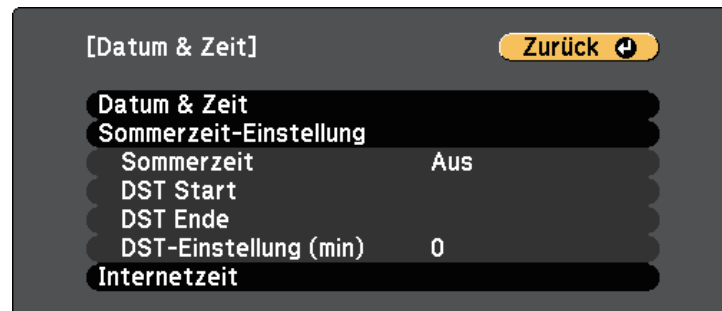 [Datum & Zeit] Zurück
Datum & Zeit
Sommerzeit-Einstellung
Sommerzeit Aus
DST Start
DST Ende
DST-Einstellung (min) 0
Internetzeit